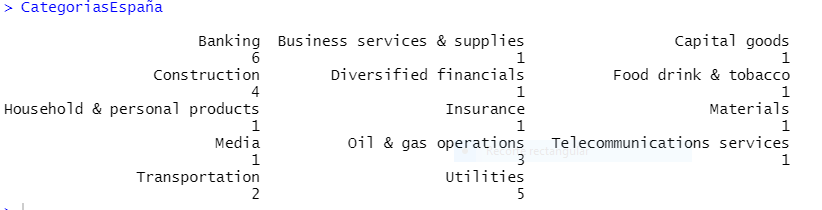 > CategoriasEspaña
Banking Business services & supplies Capital goods
6 1 1
Construction Diversified financials Food drink & tobacco
4 1 1
Household & personal products Insurance Materials
1 1 1
Media Oil & gas operations Telecommunications services
1 3 1
Transportation Utilities
2 5
>